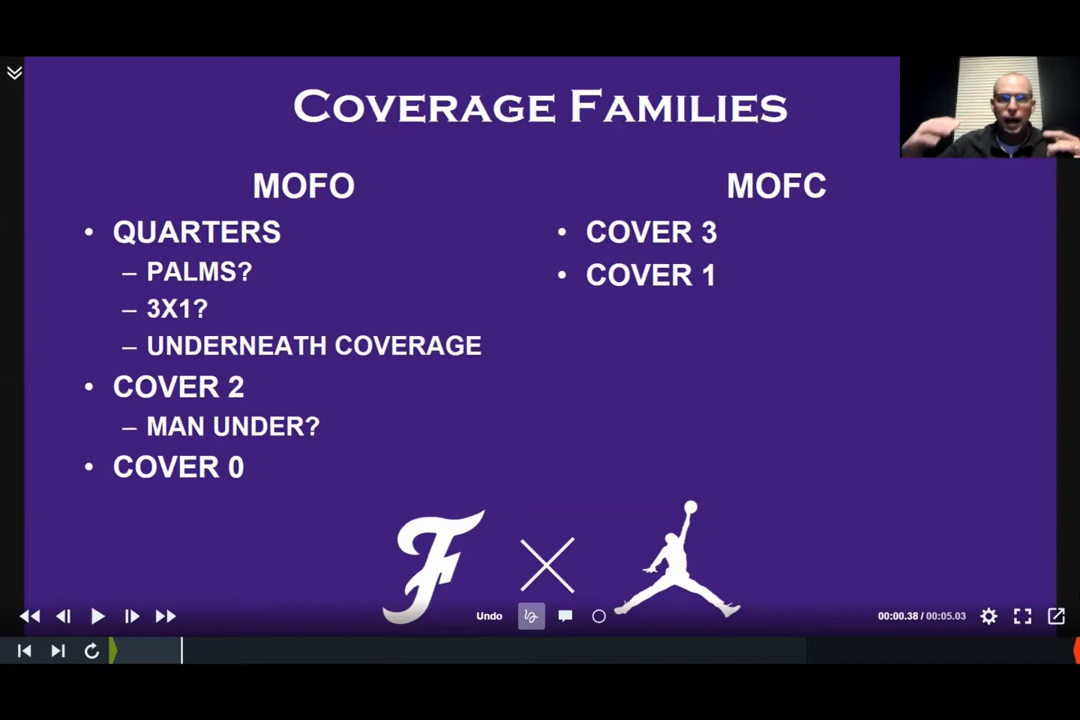 COVERAGE FAMILIES
MOFO
• QUARTERS
– PALMS?
– 3X1?
– UNDERNEATH COVERAGE
• COVER 2
– MAN UNDER?
• COVER 0
MOFC
• COVER 3
• COVER 1
F
Undo
00:00.38 / 00:05.03